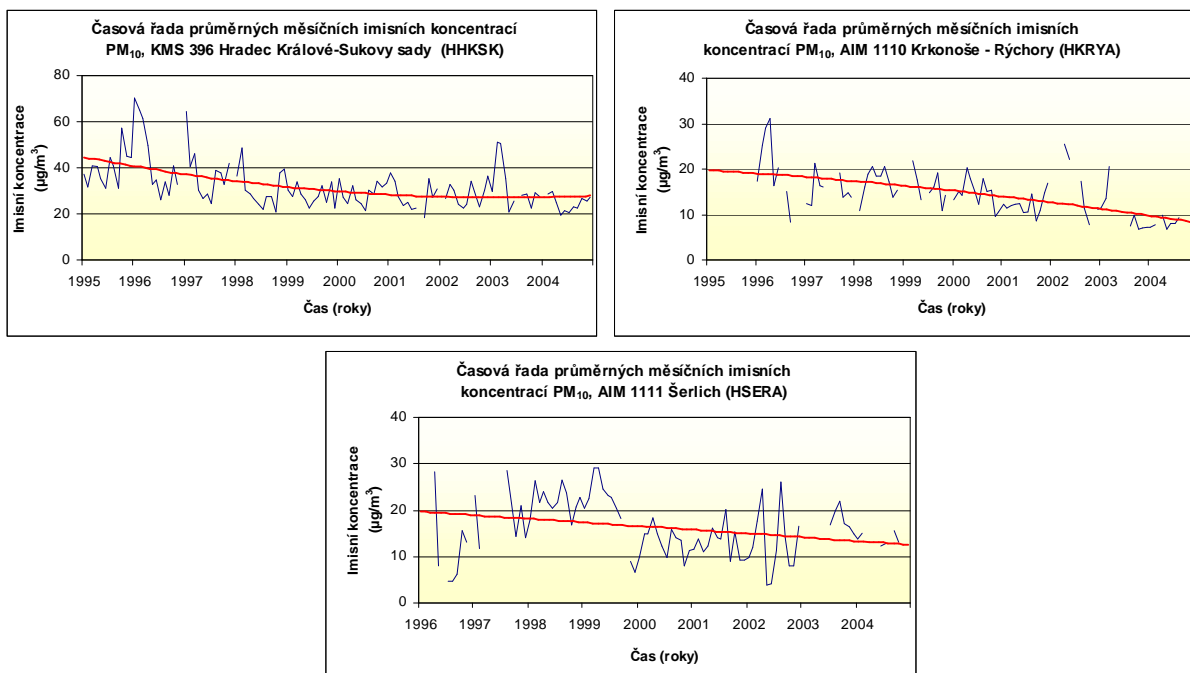 Časová řada průměrných měsíčních imisních koncentrací
PM₁₀, KMS 396 Hradec Králové-Sukovy sady (HHKSK)
Imisní koncentrace
(µg/m³)
80
60
40
20
0
1995 1996 1997 1998 1999 2000 2001 2002 2003 2004
Čas (roky)
Časová řada průměrných měsíčních imisních
koncentrací PM₁₀, AIM 1110 Krkonoše - Rýchory (HKRYA)
Imisní koncentrace
(µg/m³)
40
30
20
10
0
1995 1996 1997 1998 1999 2000 2001 2002 2003 2004
Čas (roky)
Časová řada průměrných měsíčních imisních
koncentrací PM₁₀, AIM 1111 Šerlich (HSERA)
Imisní koncentrace
(µg/m³)
40
30
20
10
0
1996 1997 1998 1999 2000 2001 2002 2003 2004
Čas (roky)